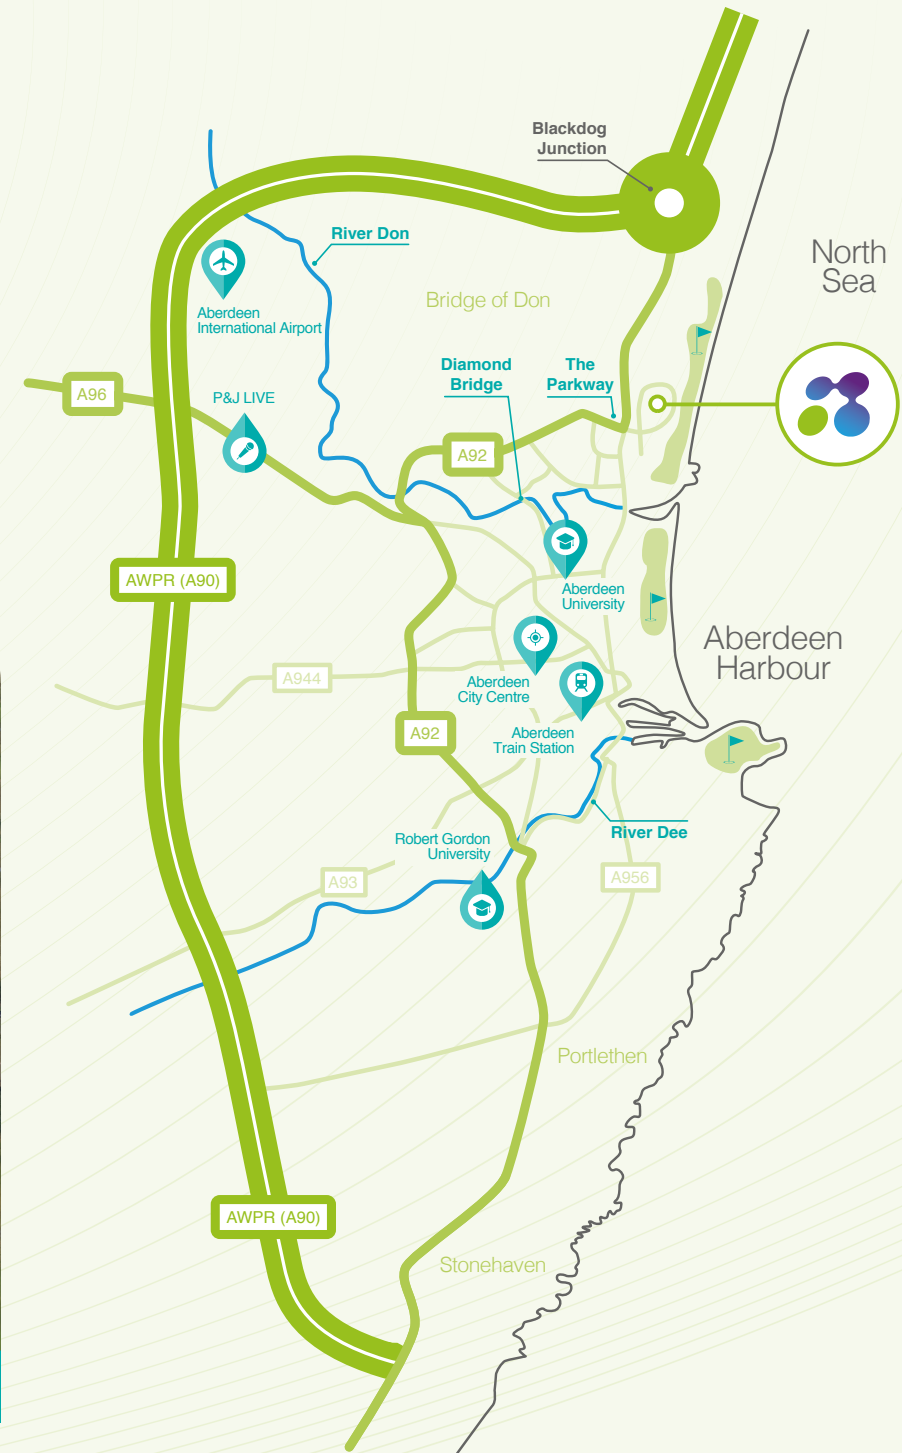 Blackdog
Junction
North
Sea
River Don
Aberdeen
International Airport
Bridge of Don
Diamond
Bridge
The
Parkway
A96
P&J LIVE
A92
AWPR (A90)
Aberdeen
University
Aberdeen
Harbour
A944
Aberdeen
City Centre
A92
Aberdeen
Train Station
River Dee
Robert Gordon
University
A93
A956
Portlethen
AWPR (A90)
Stonehaven